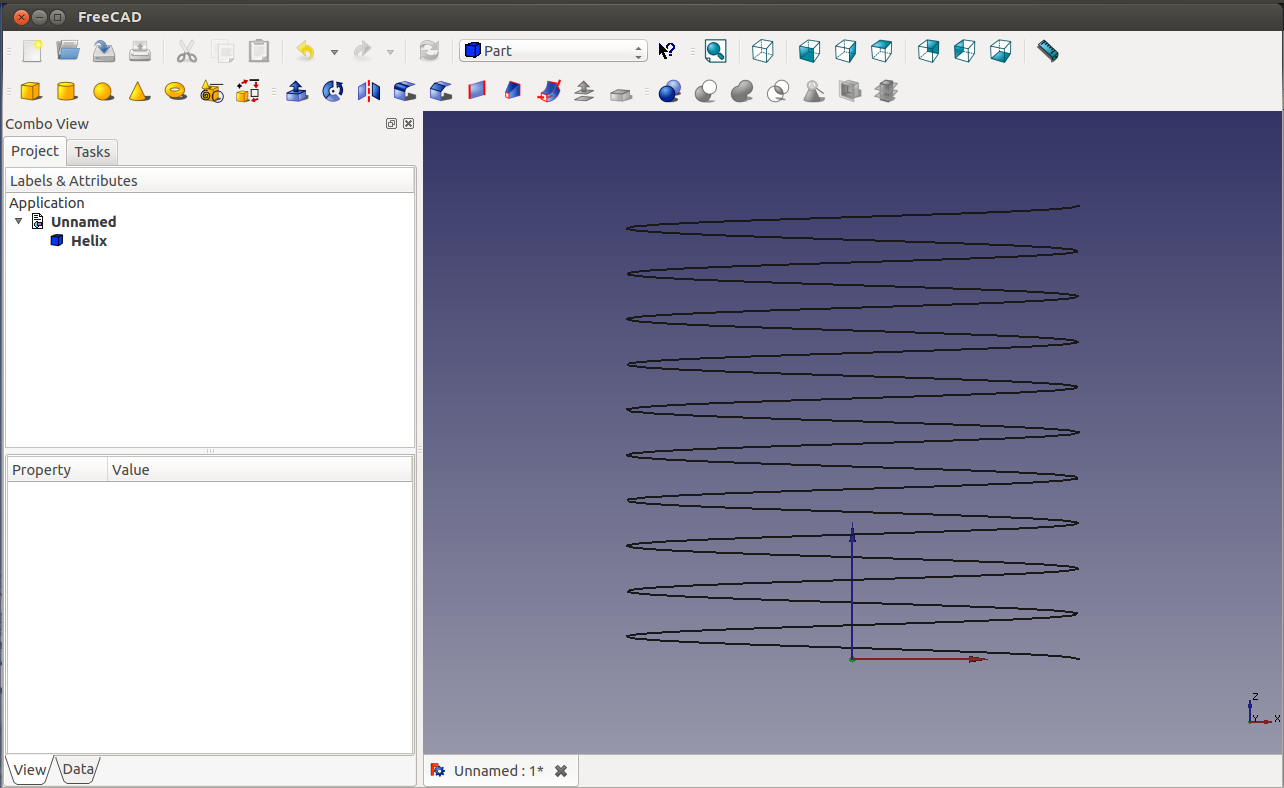 FreeCAD
Part
Combo View
Project Tasks
Labels & Attributes
Application
Unnamed
Helix
Property Value
View Data
Z
Y X
Unnamed : 1*